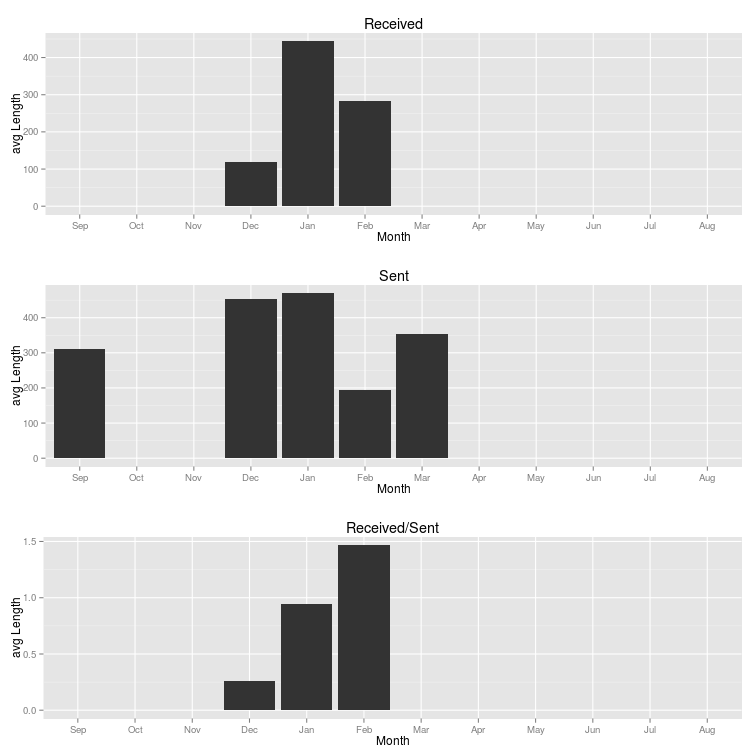 Received
avg Length
400
300
200
100
0
Sep Oct Nov Dec Jan Feb Mar Apr May Jun Jul Aug
Month
Sent
avg Length
400
300
200
100
0
Sep Oct Nov Dec Jan Feb Mar Apr May Jun Jul Aug
Month
Received/Sent
avg Length
1.5
1.0
0.5
0.0
Sep Oct Nov Dec Jan Feb Mar Apr May Jun Jul Aug
Month